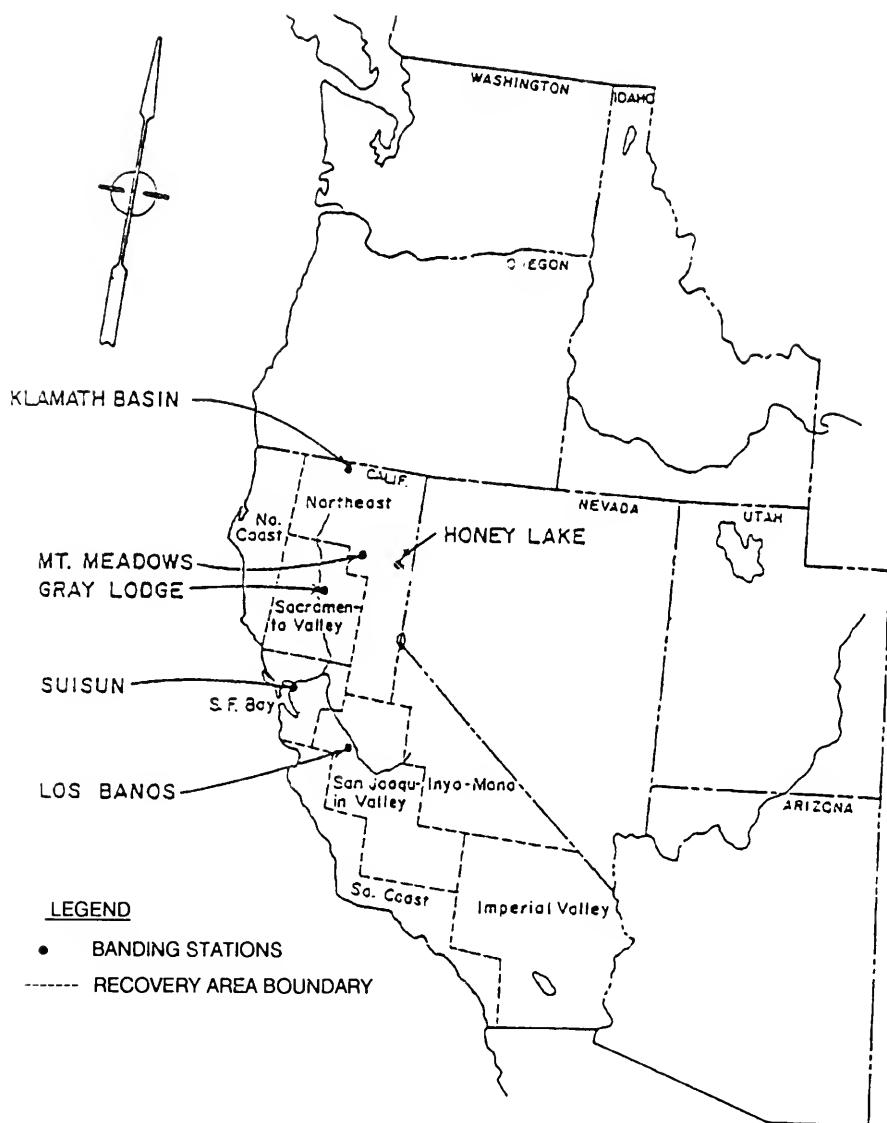 WASHINGTON
IDAHO
OREGON
KLAMATH BASIN
CALIF.
Northeast
NEVADA
UTAH
No.
Coast
HONEY LAKE
MT. MEADOWS
GRAY LODGE
Sacramen-
to Valley
SUISUN
S.F. Bay
LOS BANOS
San Joaqu-
in Valley
Inyo-Mono
ARIZONA
So. Coast
Imperial Valley
LEGEND
BANDING STATIONS
RECOVERY AREA BOUNDARY